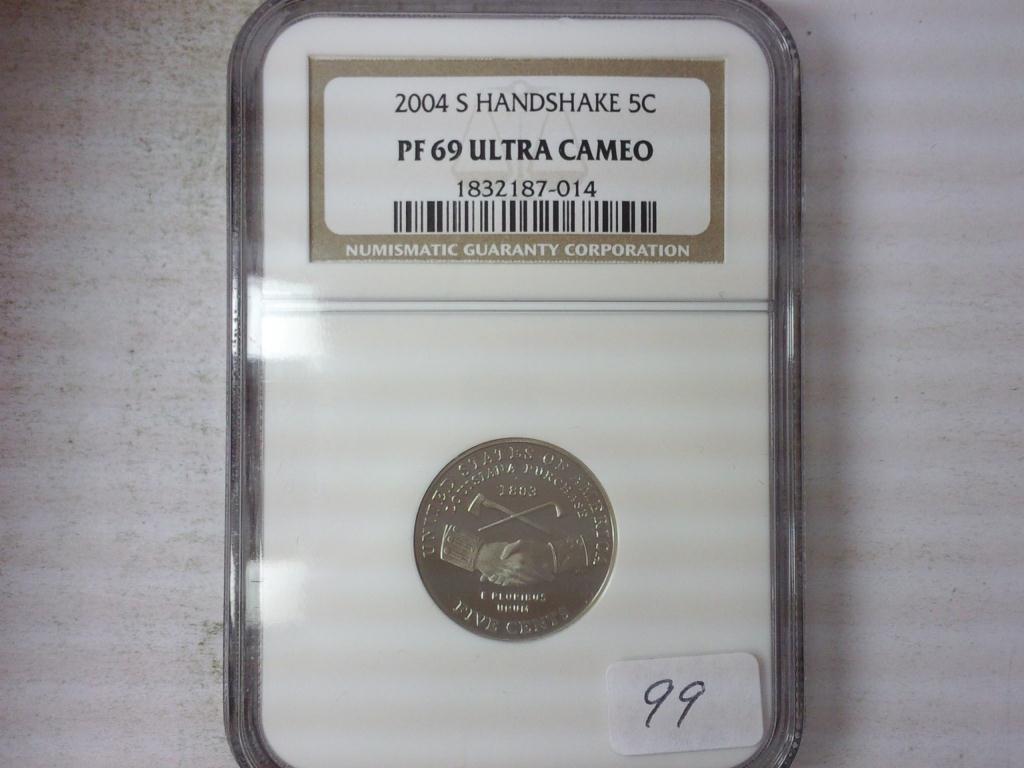 2004 S HANDSHAKE 5C
PF 69 ULTRA CAMEO
1832187-014
NUMISMATIC GUARANTY CORPORATION
UNITED STATES OF AMERICA
LOUISIANA PURCHASE
1803
E PLURIBUS
UNUM
FIVE CENTS
99